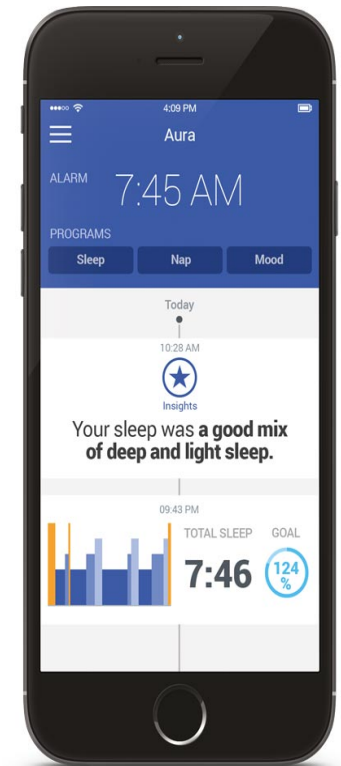 4:09 PM
Aura
ALARM
7:45 AM
PROGRAMS
Sleep Nap Mood
Today
10:28 AM
Insights
Your sleep was a good mix
of deep and light sleep.
09:43 PM
TOTAL SLEEP GOAL
7:46 124
%